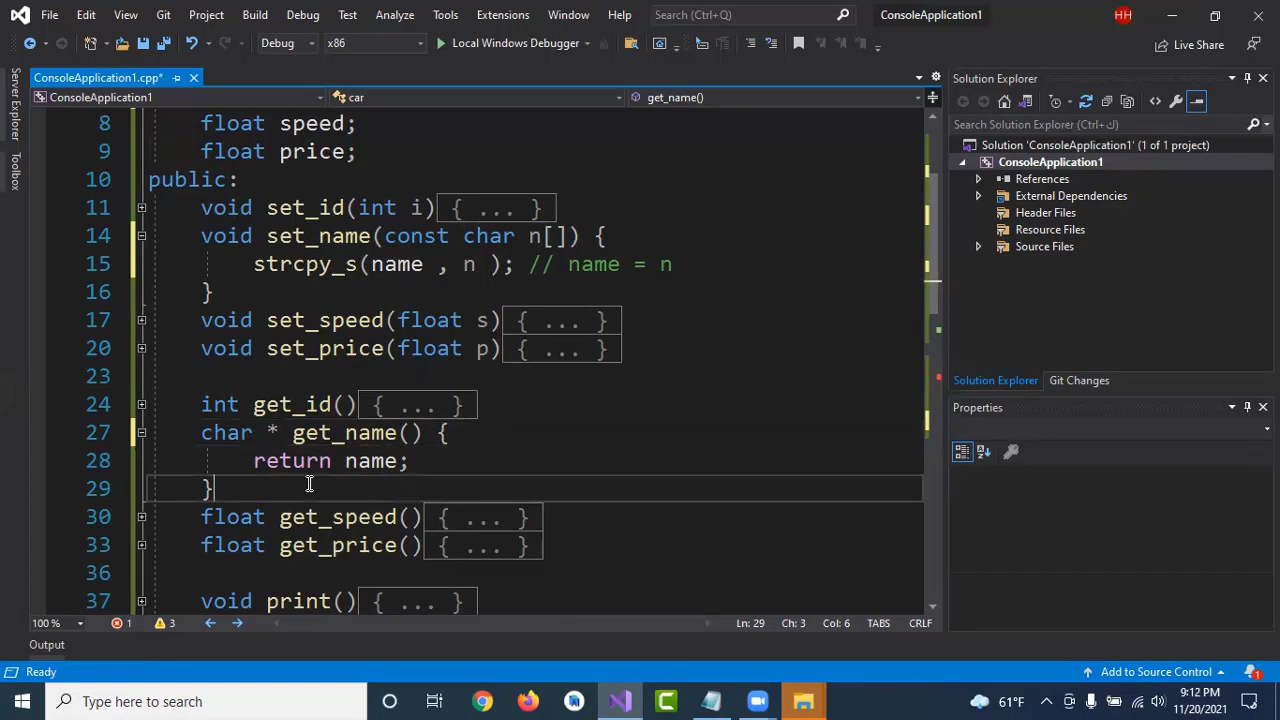 File Edit View Git Project Build Debug Test Analyze Tools Extensions Window Help Search (Ctrl+Q) ConsoleApplication1 HH
Debug x86 Local Windows Debugger Live Share
Server Explorer
Toolbox
ConsoleApplication1.cpp*
ConsoleApplication1 car get_name()
8 float speed;
9 float price;
10 public:
11 void set_id(int i){ ... }
14 void set_name(const char n[]) {
15 strcpy_s(name , n ); // name = n
16 }
17 void set_speed(float s){ ... }
20 void set_price(float p){ ... }
23
24 int get_id(){ ... }
27 char * get_name() {
28 return name;
29 }
30 float get_speed(){ ... }
33 float get_price(){ ... }
36
37 void print(){ ... }
100 % 1 3 Ln: 29 Ch: 3 Col: 6 TABS CRLF
Output
Solution Explorer
Search Solution Explorer (Ctrl+ك)
Solution 'ConsoleApplication1' (1 of 1 project)
ConsoleApplication1
References
External Dependencies
Header Files
Resource Files
Source Files
Solution Explorer Git Changes
Properties
Ready Add to Source Control 1
Type here to search 61°F 9:12 PM
11/20/2021